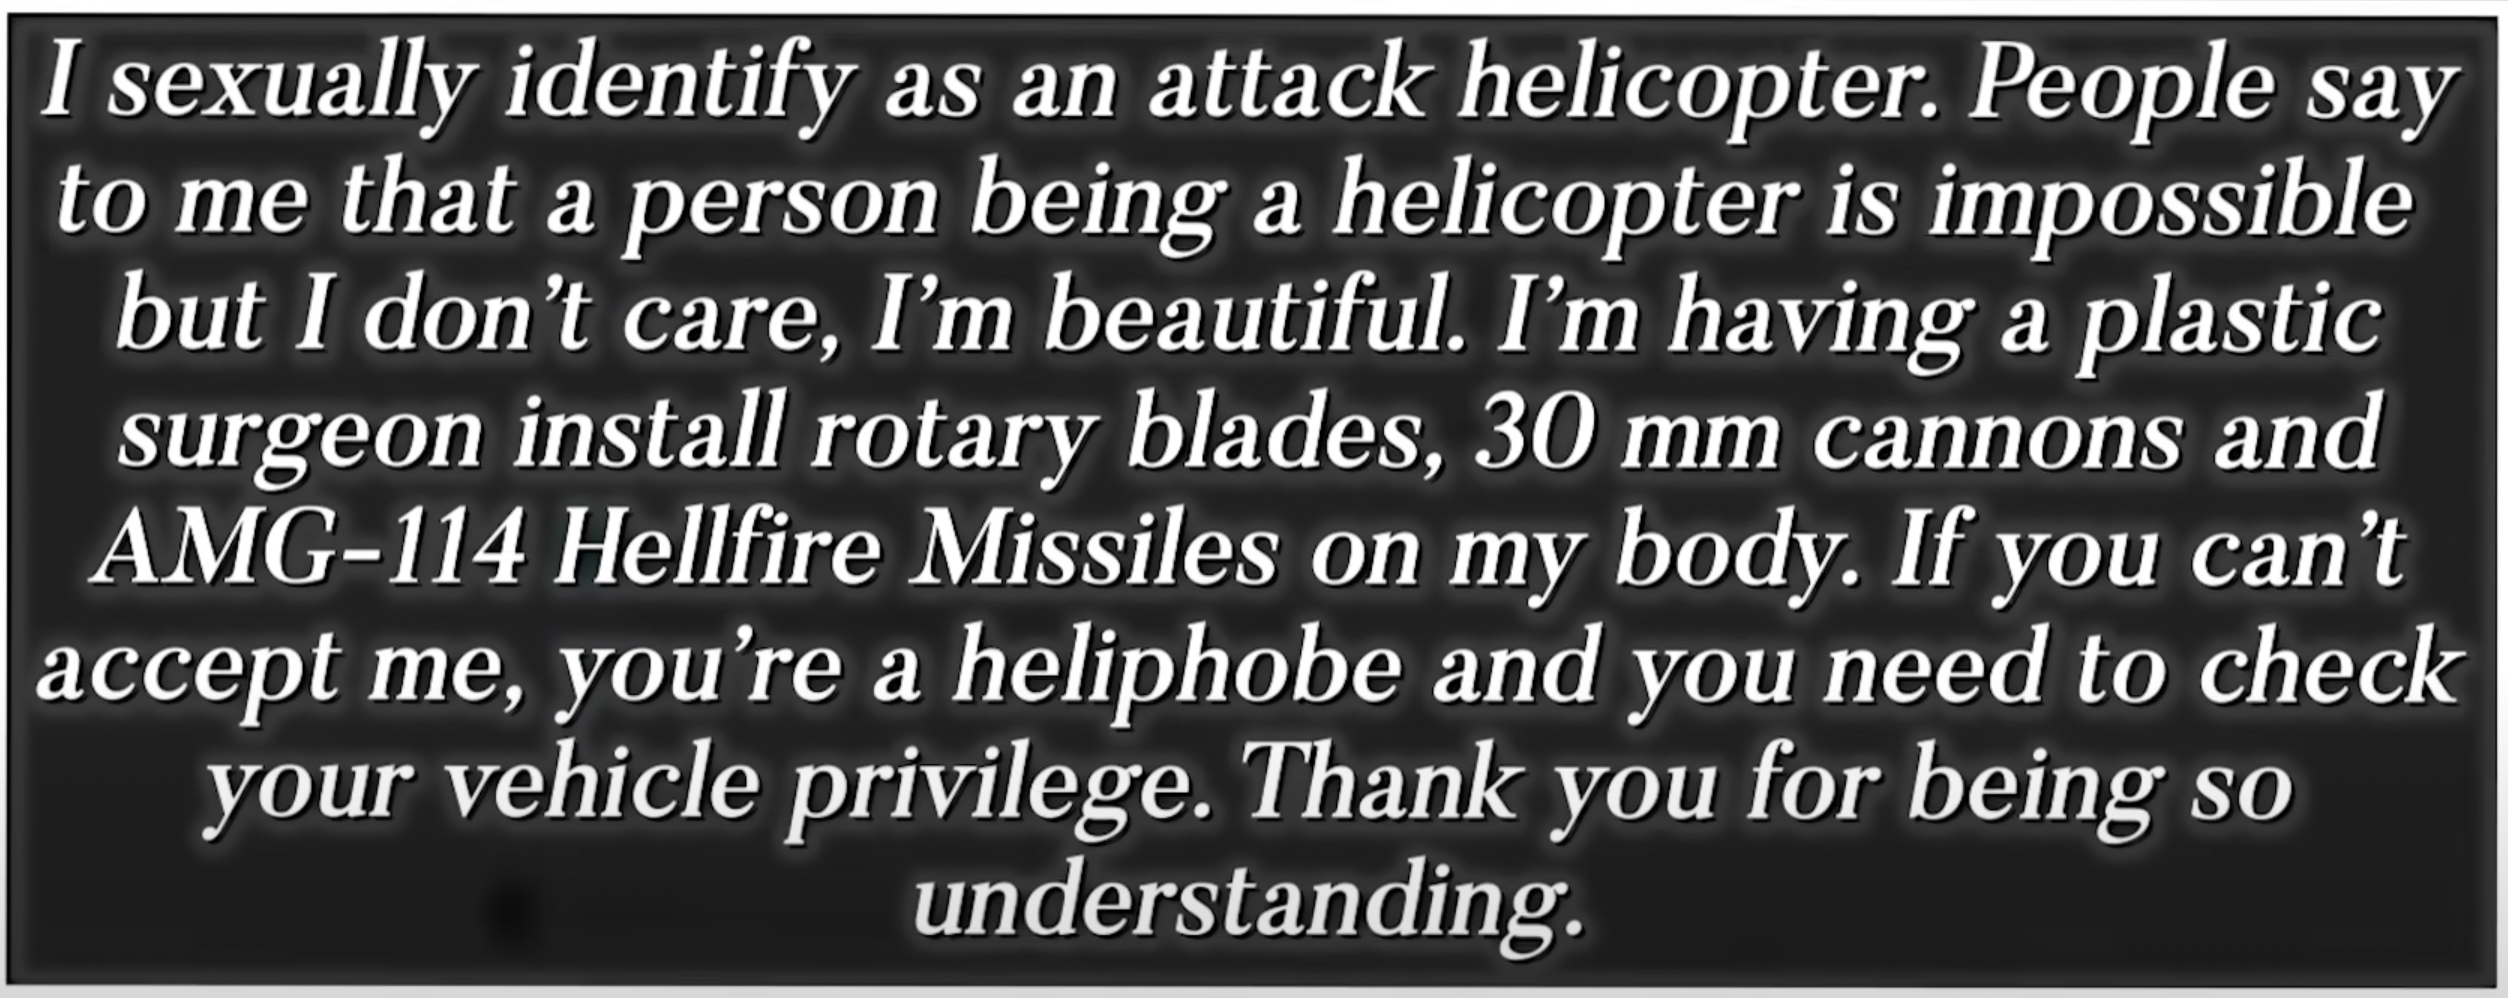 I sexually identify as an attack helicopter. People say
to me that a person being a helicopter is impossible
but I don’t care, I’m beautiful. I’m having a plastic
surgeon install rotary blades, 30 mm cannons and
AMG-114 Hellfire Missiles on my body. If you can’t
accept me, you’re a heliphobe and you need to check
your vehicle privilege. Thank you for being so
understanding.